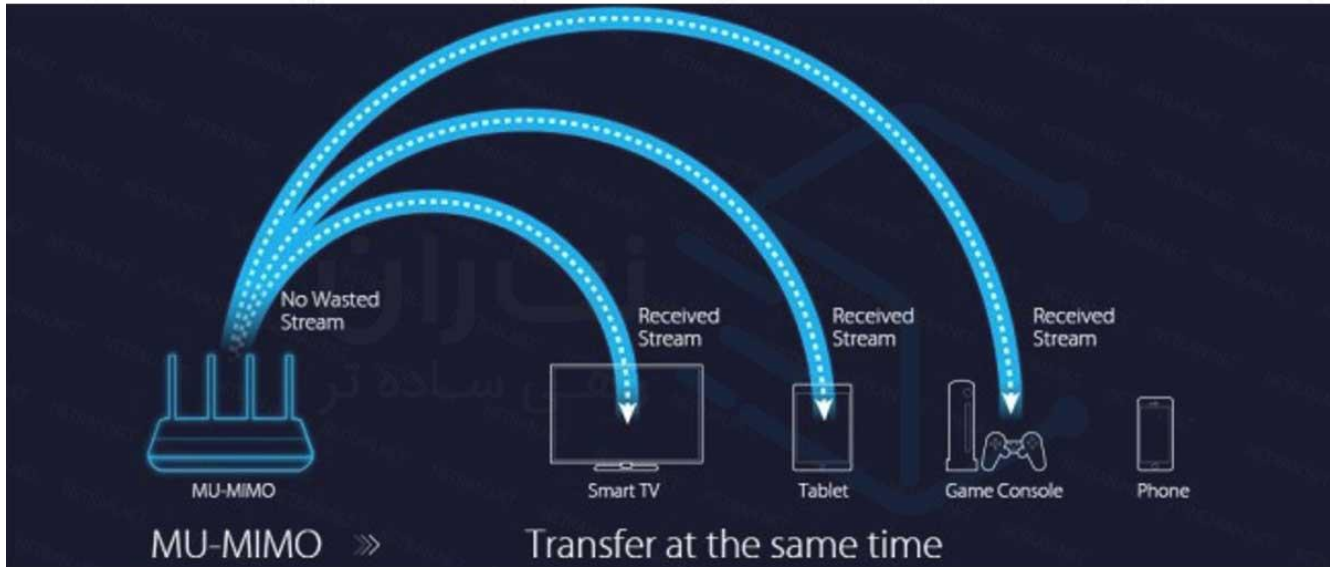 No Wasted
Stream
Received
Stream
Received
Stream
Received
Stream
MU-MIMO
Smart TV
Tablet
Game Console
Phone
MU-MIMO »
Transfer at the same time